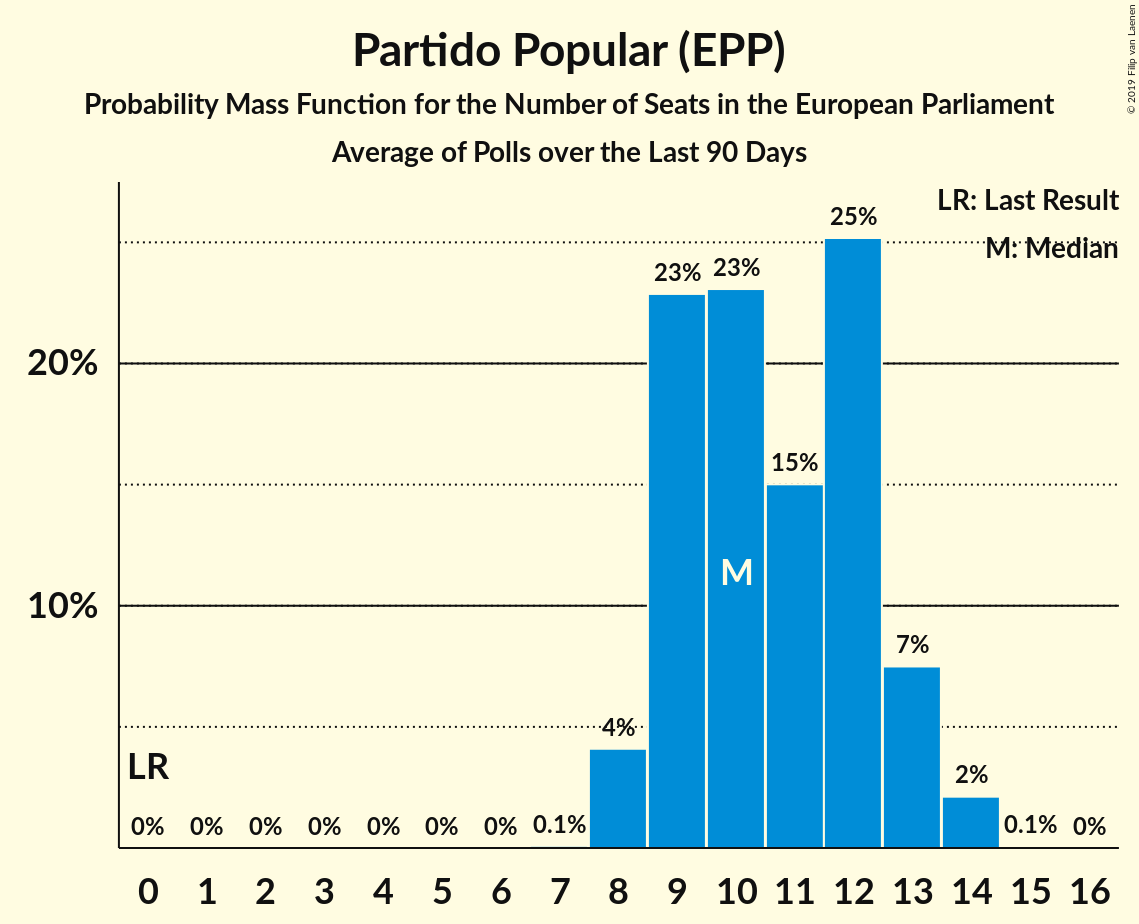 Partido Popular (EPP)
Probability Mass Function for the Number of Seats in the European Parliament
Average of Polls over the Last 90 Days
© 2019 Filip van Laenen
LR: Last Result
M: Median
25%
23%
23%
20%
15%
M
10%
7%
4%
LR
2%
0%
0%
0%
0%
0%
0%
0%
0.1%
0.1%
0%
0 1 2 3 4 5 6 7 8 9 10 11 12 13 14 15 16